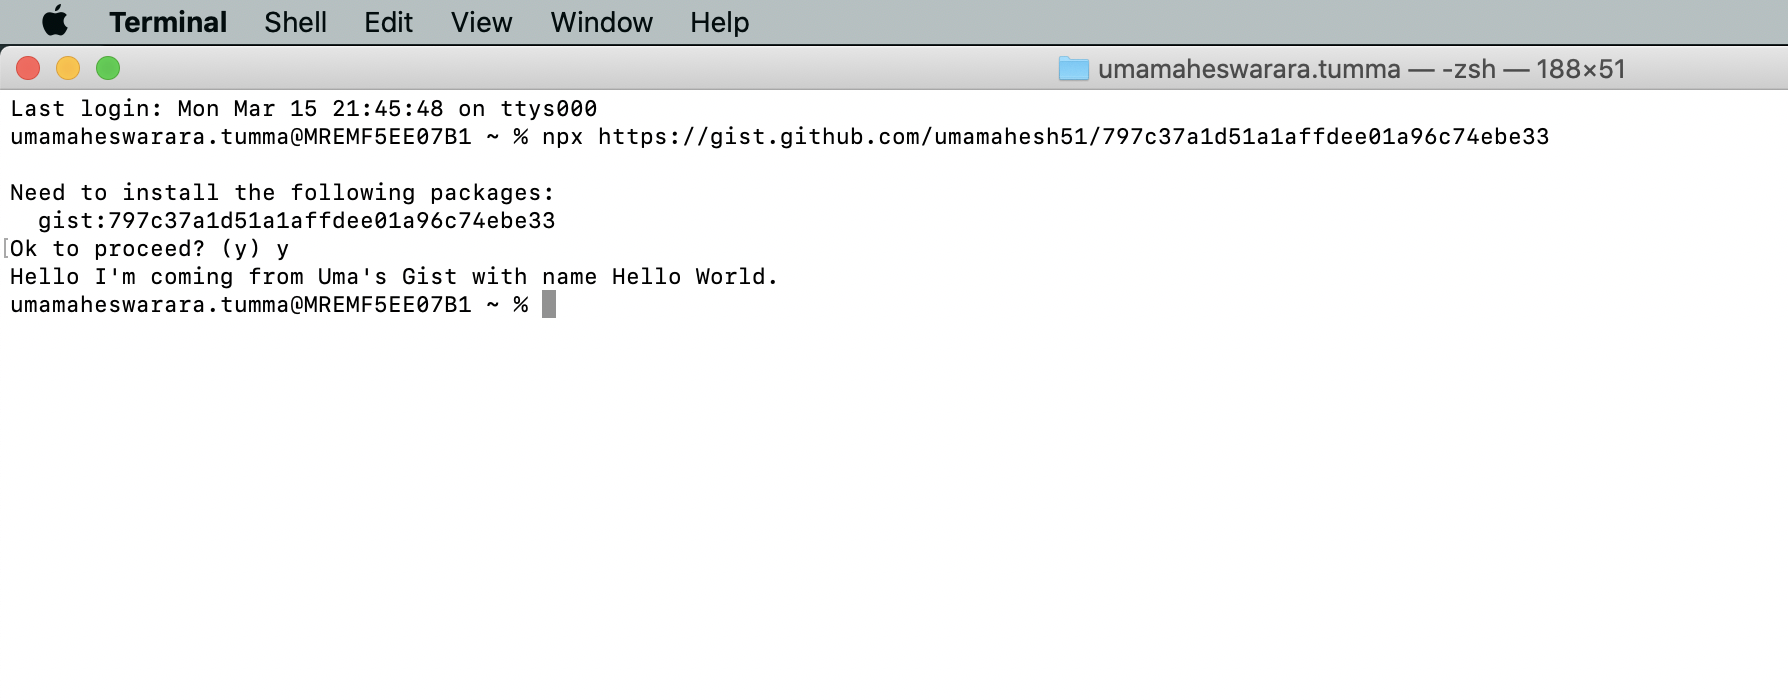 Terminal Shell Edit View Window Help
umamaheswarara.tumma — -zsh — 188×51
Last login: Mon Mar 15 21:45:48 on ttys000
umamaheswarara.tumma@MREMF5EE07B1 ~ % npx https://gist.github.com/umamahesh51/797c37a1d51a1affdee01a96c74ebe33
Need to install the following packages:
  gist:797c37a1d51a1affdee01a96c74ebe33
Ok to proceed? (y) y
Hello I'm coming from Uma's Gist with name Hello World.
umamaheswarara.tumma@MREMF5EE07B1 ~ %